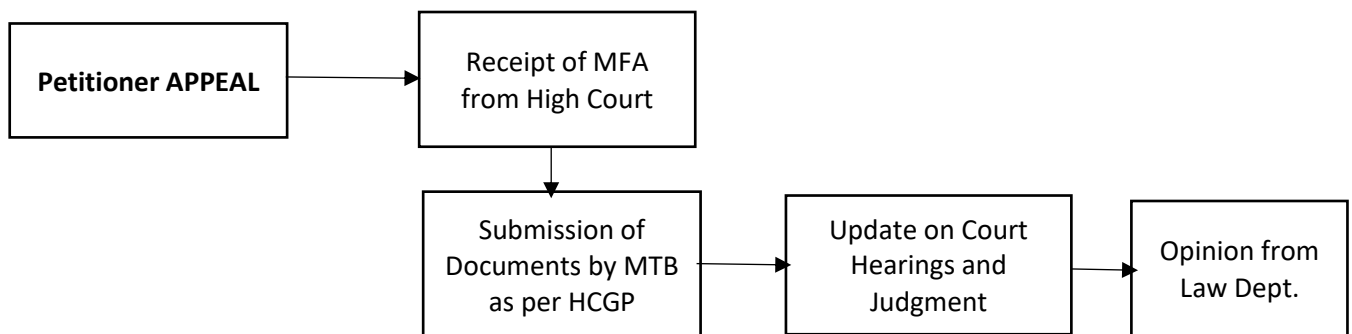 Petitioner APPEAL
Receipt of MFA
from High Court
Submission of
Documents by MTB
as per HCGP
Update on Court
Hearings and
Judgment
Opinion from
Law Dept.